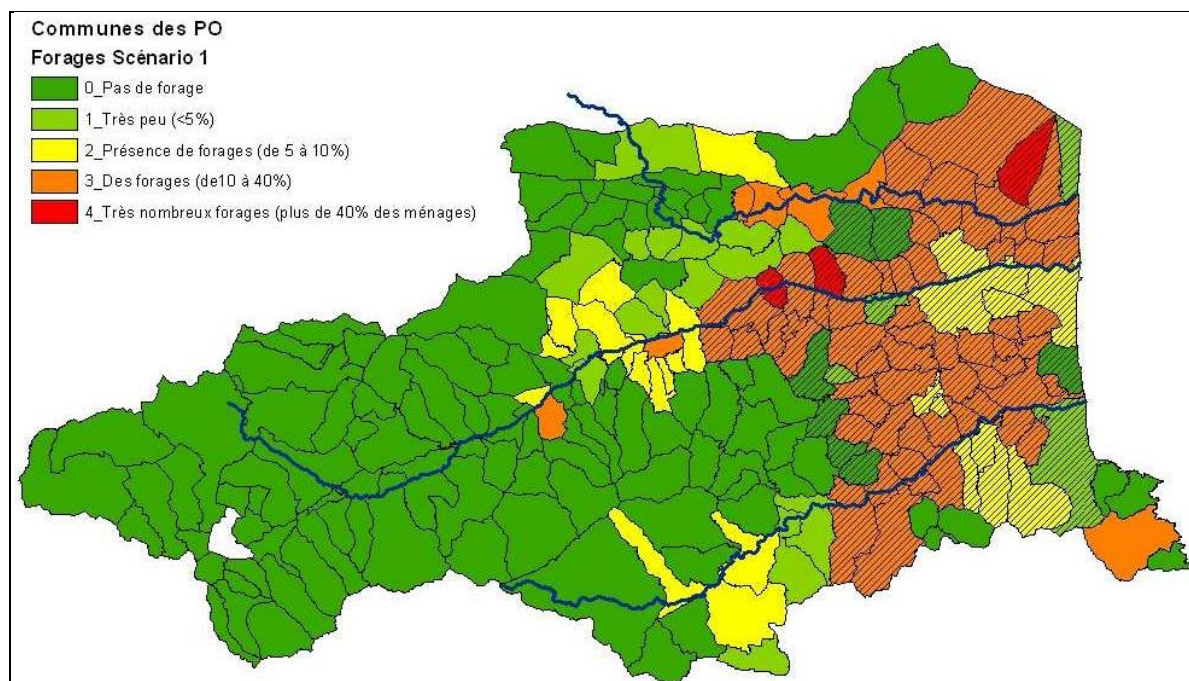 Communes des PO
Forages Scénario 1
0_Pas de forage
1_Très peu (<5%)
2_Présence de forages (de 5 à 10%)
3_Des forages (de10 à 40%)
4_Très nombreux forages (plus de 40% des ménages)